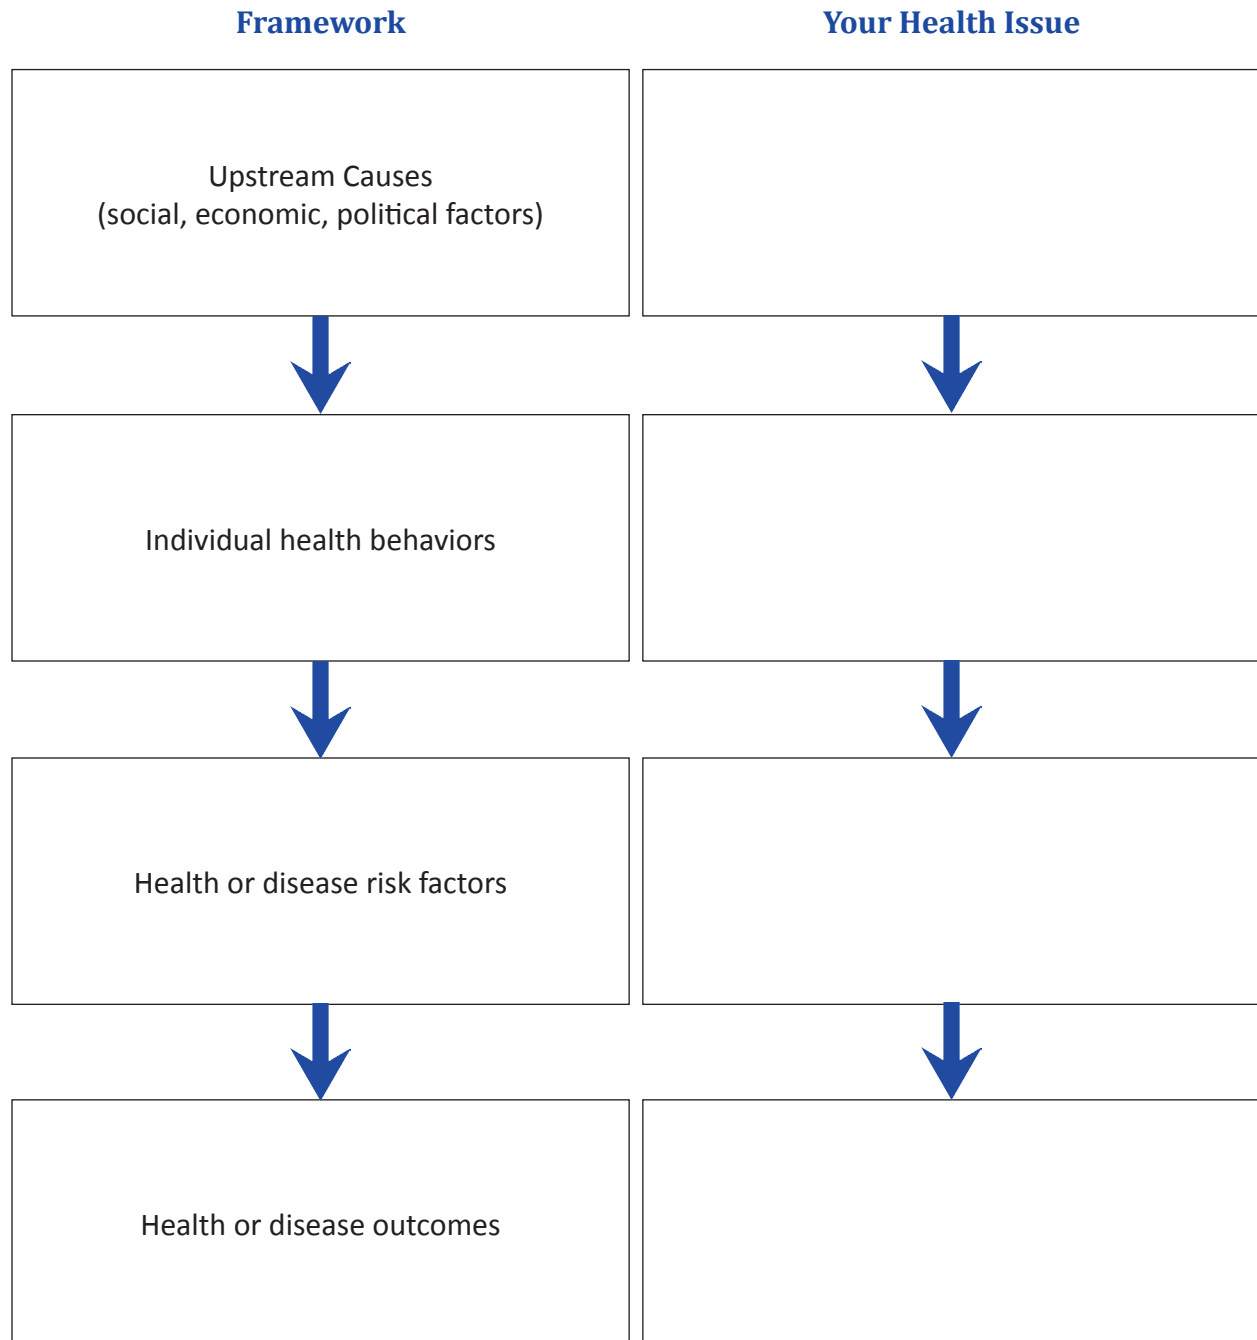 Framework
Your Health Issue
Upstream Causes
(social, economic, political factors)
Individual health behaviors
Health or disease risk factors
Health or disease outcomes